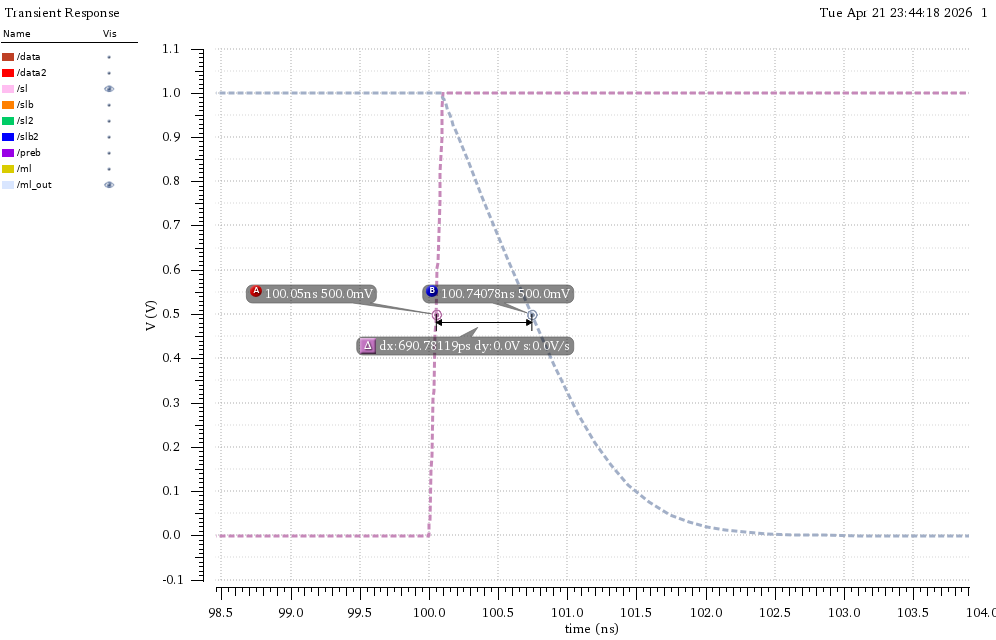 Transient Response
Tue Apr 21 23:44:18 2026 1
Name Vis
/data
/data2
/sl
/slb
/sl2
/slb2
/preb
/ml
/ml_out
1.1
1.0
0.9
0.8
0.7
0.6
0.5
0.4
0.3
0.2
0.1
0.0
-0.1
V (V)
A 100.05ns 500.0mV
B 100.74078ns 500.0mV
Δ dx:690.78119ps dy:0.0V s:0.0V/s
98.5 99.0 99.5 100.0 100.5 101.0 101.5 102.0 102.5 103.0 103.5 104.0
time (ns)